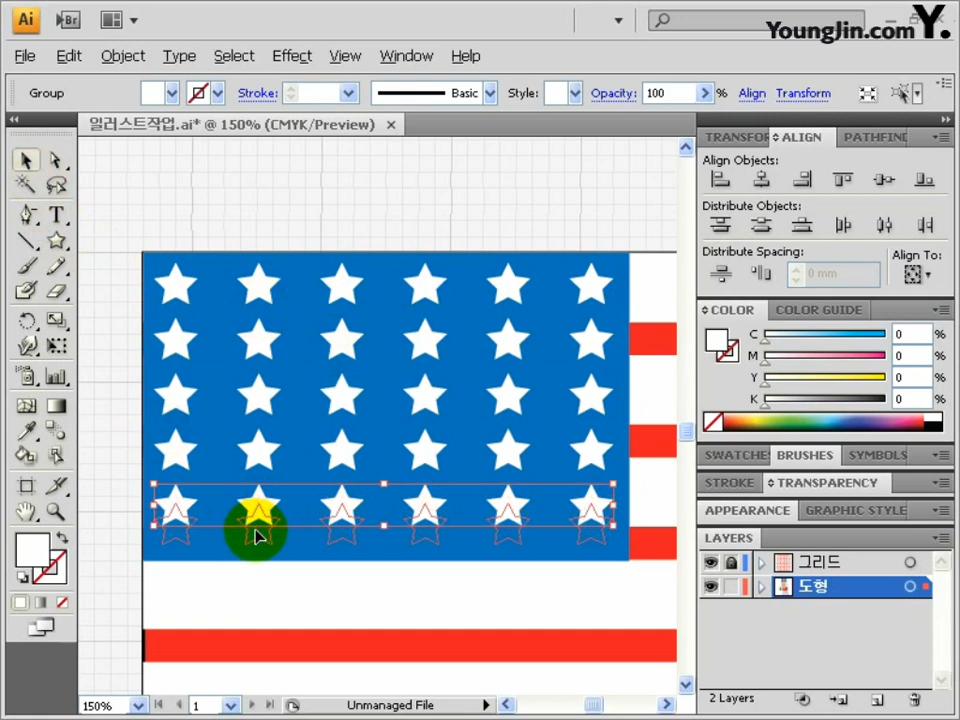 Ai Br
YoungJin.com Y.
File Edit Object Type Select Effect View Window Help
Group Stroke: Basic Style: Opacity: 100 % Align Transform
일러스트작업.ai* @ 150% (CMYK/Preview) ×
TRANSFOR ALIGN PATHFIND
Align Objects:
Distribute Objects:
Distribute Spacing: Align To:
0 mm
COLOR COLOR GUIDE
C 0 %
M 0 %
Y 0 %
K 0 %
SWATCHE BRUSHES SYMBOLS
STROKE TRANSPARENCY
APPEARANCE GRAPHIC STYLE
LAYERS
그리드
도형
2 Layers
150% 1 Unmanaged File